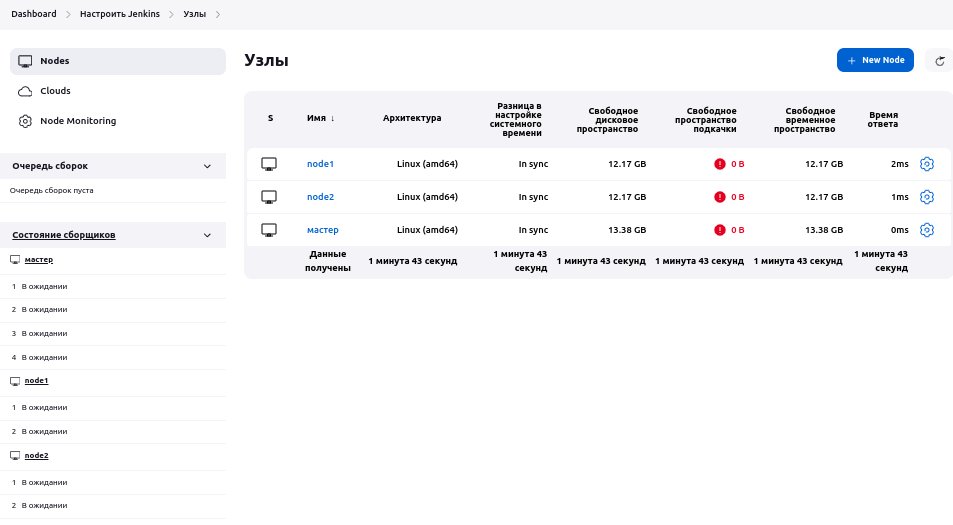 Dashboard
Настроить Jenkins
Узлы
Nodes
Clouds
Node Monitoring
Очередь сборок
Очередь сборок пуста
Состояние сборщиков
мастер
1 В ожидании
2 В ожидании
3 В ожидании
4 В ожидании
node1
1 В ожидании
2 В ожидании
node2
1 В ожидании
2 В ожидании
Узлы
+ New Node
S
Имя ↓
Архитектура
Разница в
настройке
системного
времени
Свободное
дисковое
пространство
Свободное
пространство
подкачки
Свободное
временное
пространство
Время
ответа
node1 Linux (amd64) In sync 12.17 GB 0 B 12.17 GB 2ms
node2 Linux (amd64) In sync 12.17 GB 0 B 12.17 GB 1ms
мастер Linux (amd64) In sync 13.38 GB 0 B 13.38 GB 0ms
Данные
получены
1 минута 43 секунд
1 минута 43
секунд
1 минута 43 секунд
1 минута 43 секунд
1 минута 43 секунд
1 минута 43
секунд